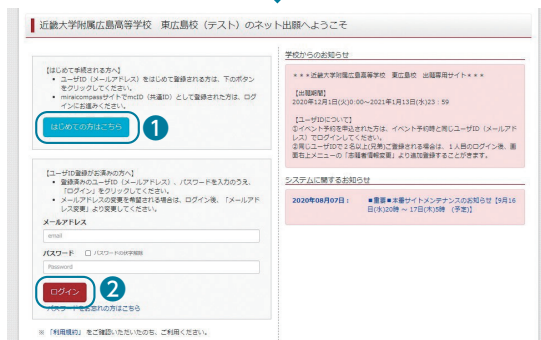 近畿大学附属広島高等学校 東広島校（テスト）のネット出願へようこそ
【はじめて手続される方へ】
• ユーザID（メールアドレス）をはじめて登録される方は、下のボタン
をクリックしてください。
• miraicompassサイトでmcID（共通ID）として登録された方は、ログ
インにお進みください。
はじめての方はこちら
1
【ユーザID登録がお済みの方へ】
• 登録済みのユーザID（メールアドレス）、パスワードを入力のうえ、
「ログイン」をクリックしてください。
• メールアドレスの変更を希望される場合は、ログイン後、「メールアド
レス変更」より変更してください。
メールアドレス
email
パスワード パスワードの伏字解除
Password
ログイン
2
パスワードをお忘れの方はこちら
※ 「利用規約」 をご確認いただいたのち、ご利用ください。
学校からのお知らせ
＊＊＊近畿大学附属広島高等学校 東広島校 出願専用サイト＊＊＊
【出願期間】
2020年12月1日(火)0:00～2021年1月13日(水)23：59
【ユーザIDについて】
①イベント予約を申込された方は、イベント予約時と同じユーザID（メールアド
レス）でログインしてください。
②同じユーザIDで２名以上(兄弟)ご登録される場合は、１人目のログイン後、画
面右上メニューの「志願者情報変更」より追加登録することができます。
システムに関するお知らせ
2020年08月07日： ■重要■本番サイトメンテナンスのお知らせ【9月16
日(水)20時 ～ 17日(木)5時 （予定)】